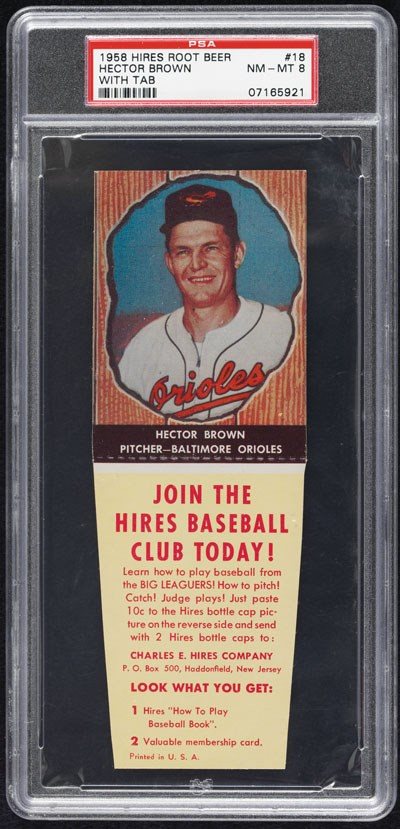 PSA
1958 HIRES ROOT BEER #18
HECTOR BROWN NM-MT 8
WITH TAB 07165921
Orioles
HECTOR BROWN
PITCHER—BALTIMORE ORIOLES
JOIN THE
HIRES BASEBALL
CLUB TODAY!
Learn how to play baseball from
the BIG LEAGUERS! How to pitch!
Catch! Judge plays! Just paste
10c to the Hires bottle cap pic-
ture on the reverse side and send
with 2 Hires bottle caps to:
CHARLES E. HIRES COMPANY
P. O. Box 500, Haddonfield, New Jersey
LOOK WHAT YOU GET:
1 Hires "How To Play
Baseball Book".
2 Valuable membership card.
Printed in U. S. A.